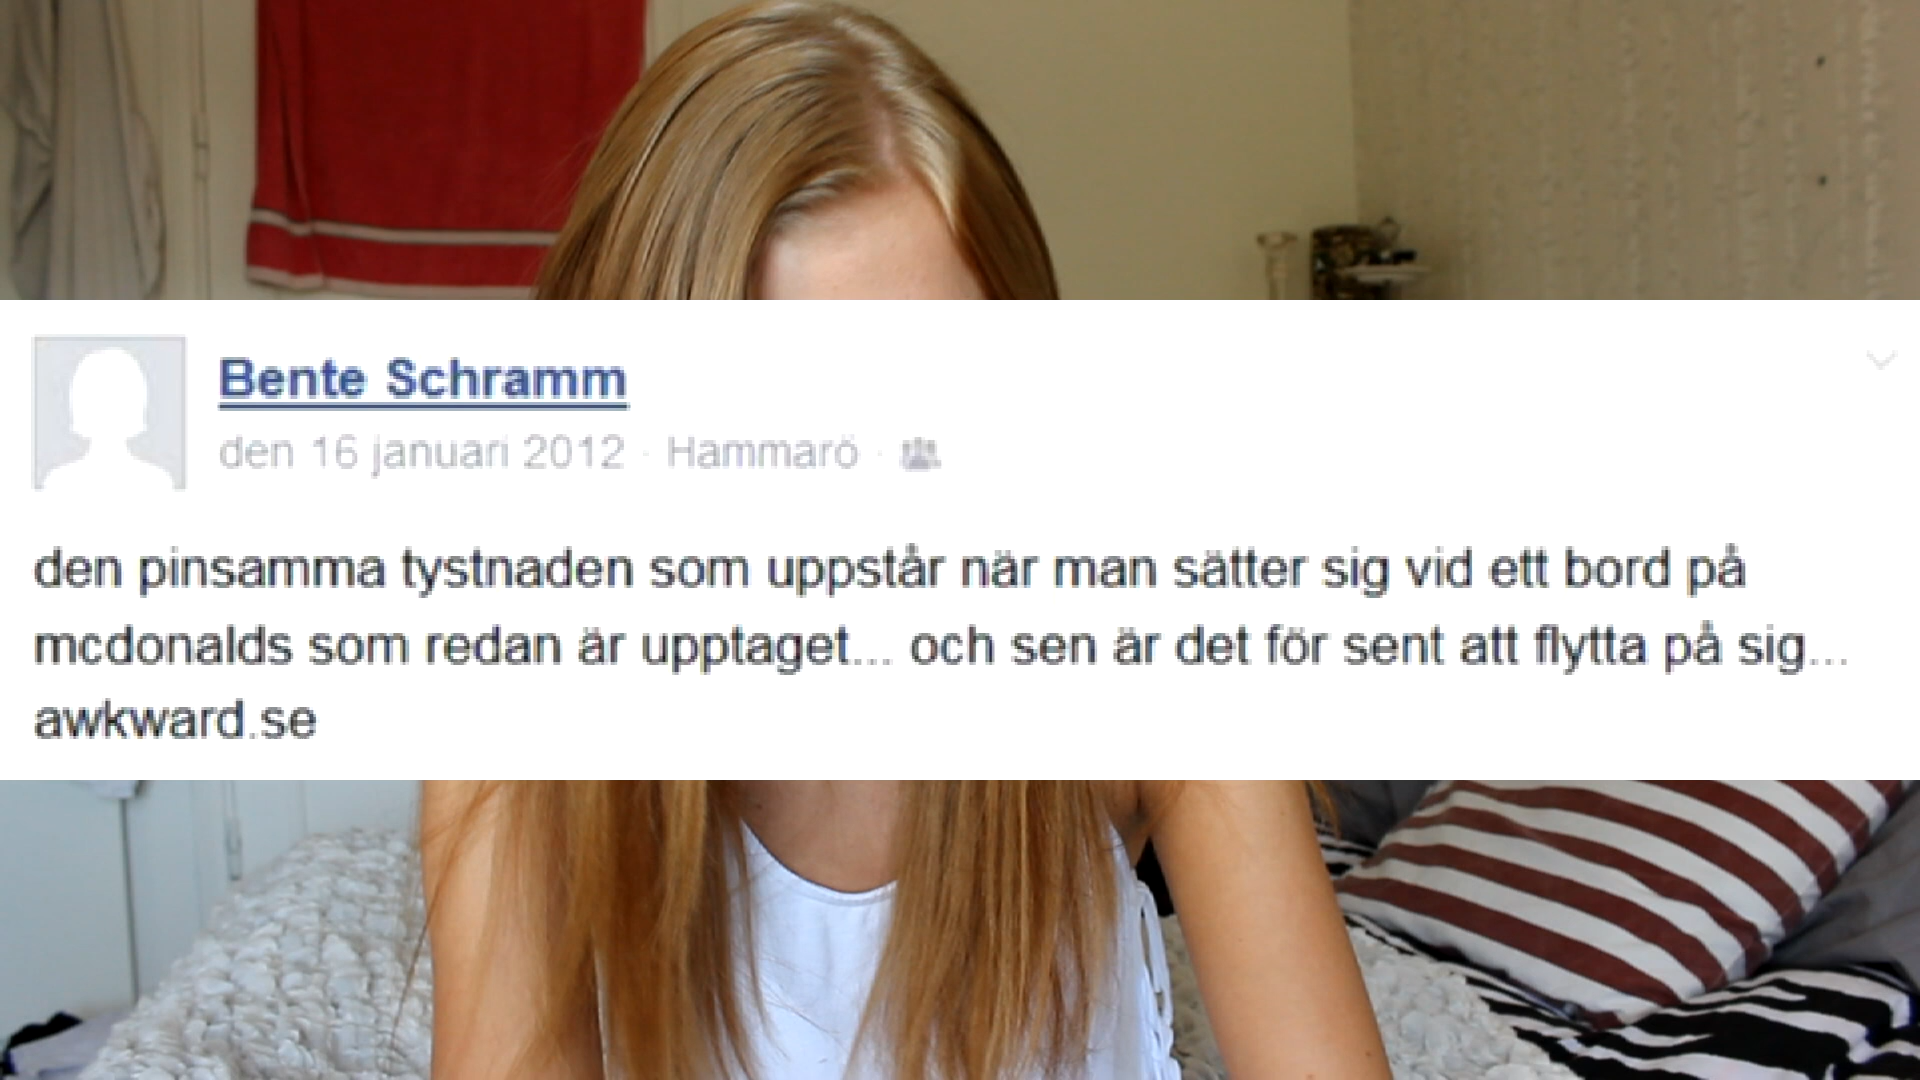 Bente Schramm
den 16 januari 2012 · Hammarö ·
den pinsamma tystnaden som uppstår när man sätter sig vid ett bord på
mcdonalds som redan är upptaget... och sen är det för sent att flytta på sig...
awkward.se